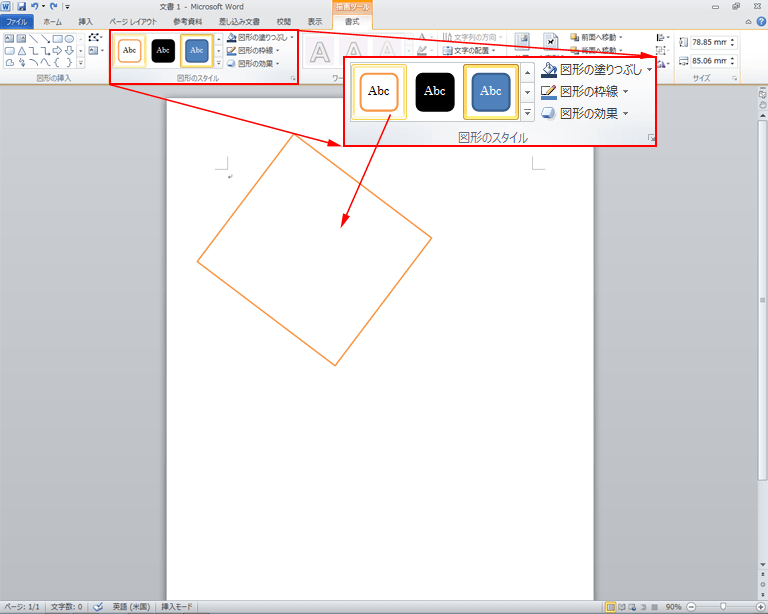 文書 1 - Microsoft Word
描画ツール
ファイル
ホーム
挿入
ページ レイアウト
参考資料
差し込み文書
校閲
表示
書式
Abc
Abc
Abc
図形の塗りつぶし
図形の枠線
図形の効果
図形の挿入
図形のスタイル
文字列の方向
文字の配置
前面へ移動
背面へ移動
78.85 mm
85.06 mm
サイズ
Abc
Abc
Abc
図形の塗りつぶし
図形の枠線
図形の効果
図形のスタイル
ページ: 1/1
文字数: 0
英語 (米国)
挿入モード
90%